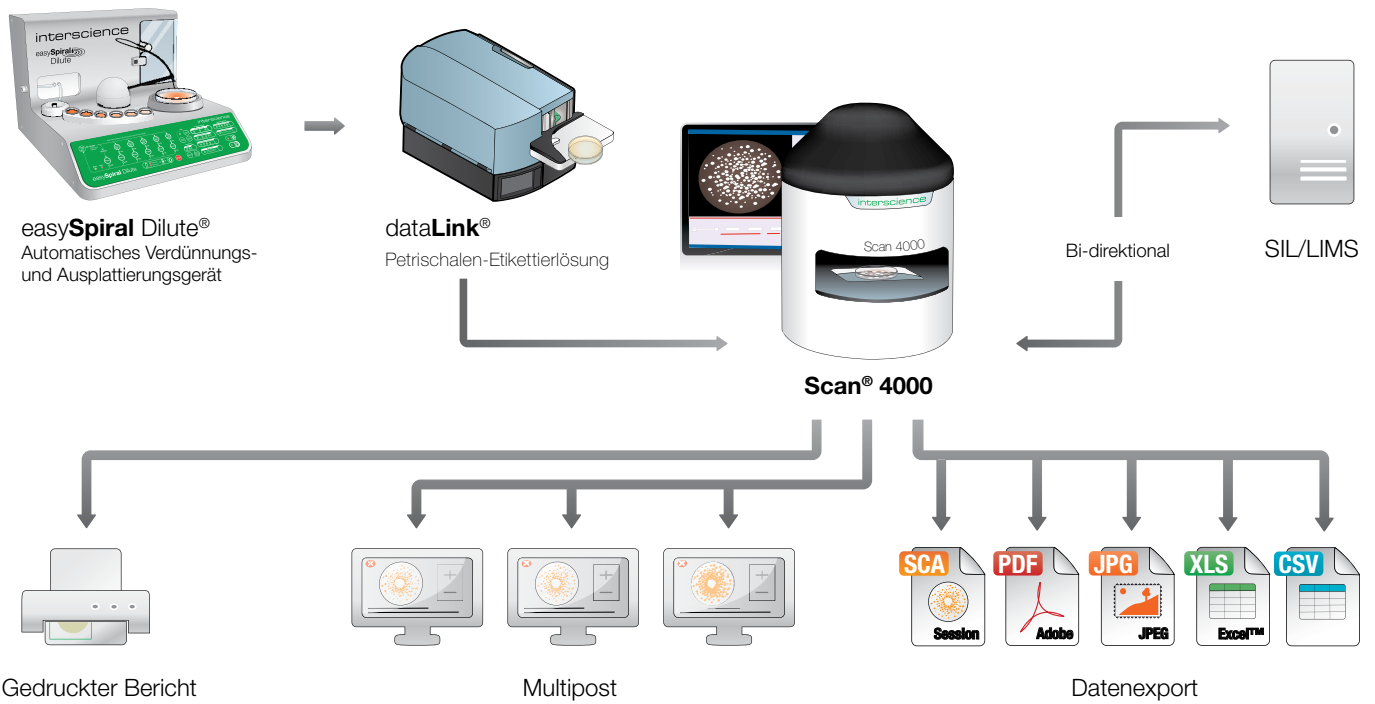 interscience
easySpiral
Dilute
interscience
easySpiral Dilute
easySpiral Dilute®
Automatisches Verdünnungs-
und Ausplattierungsgerät
dataLink®
Petrischalen-Etikettierlösung
interscience
Scan 4000
Scan® 4000
Bi-direktional
SIL/LIMS
Gedruckter Bericht
Multipost
SCA
Session
PDF
Adobe
JPG
JPEG
XLS
Excel™
CSV
Datenexport